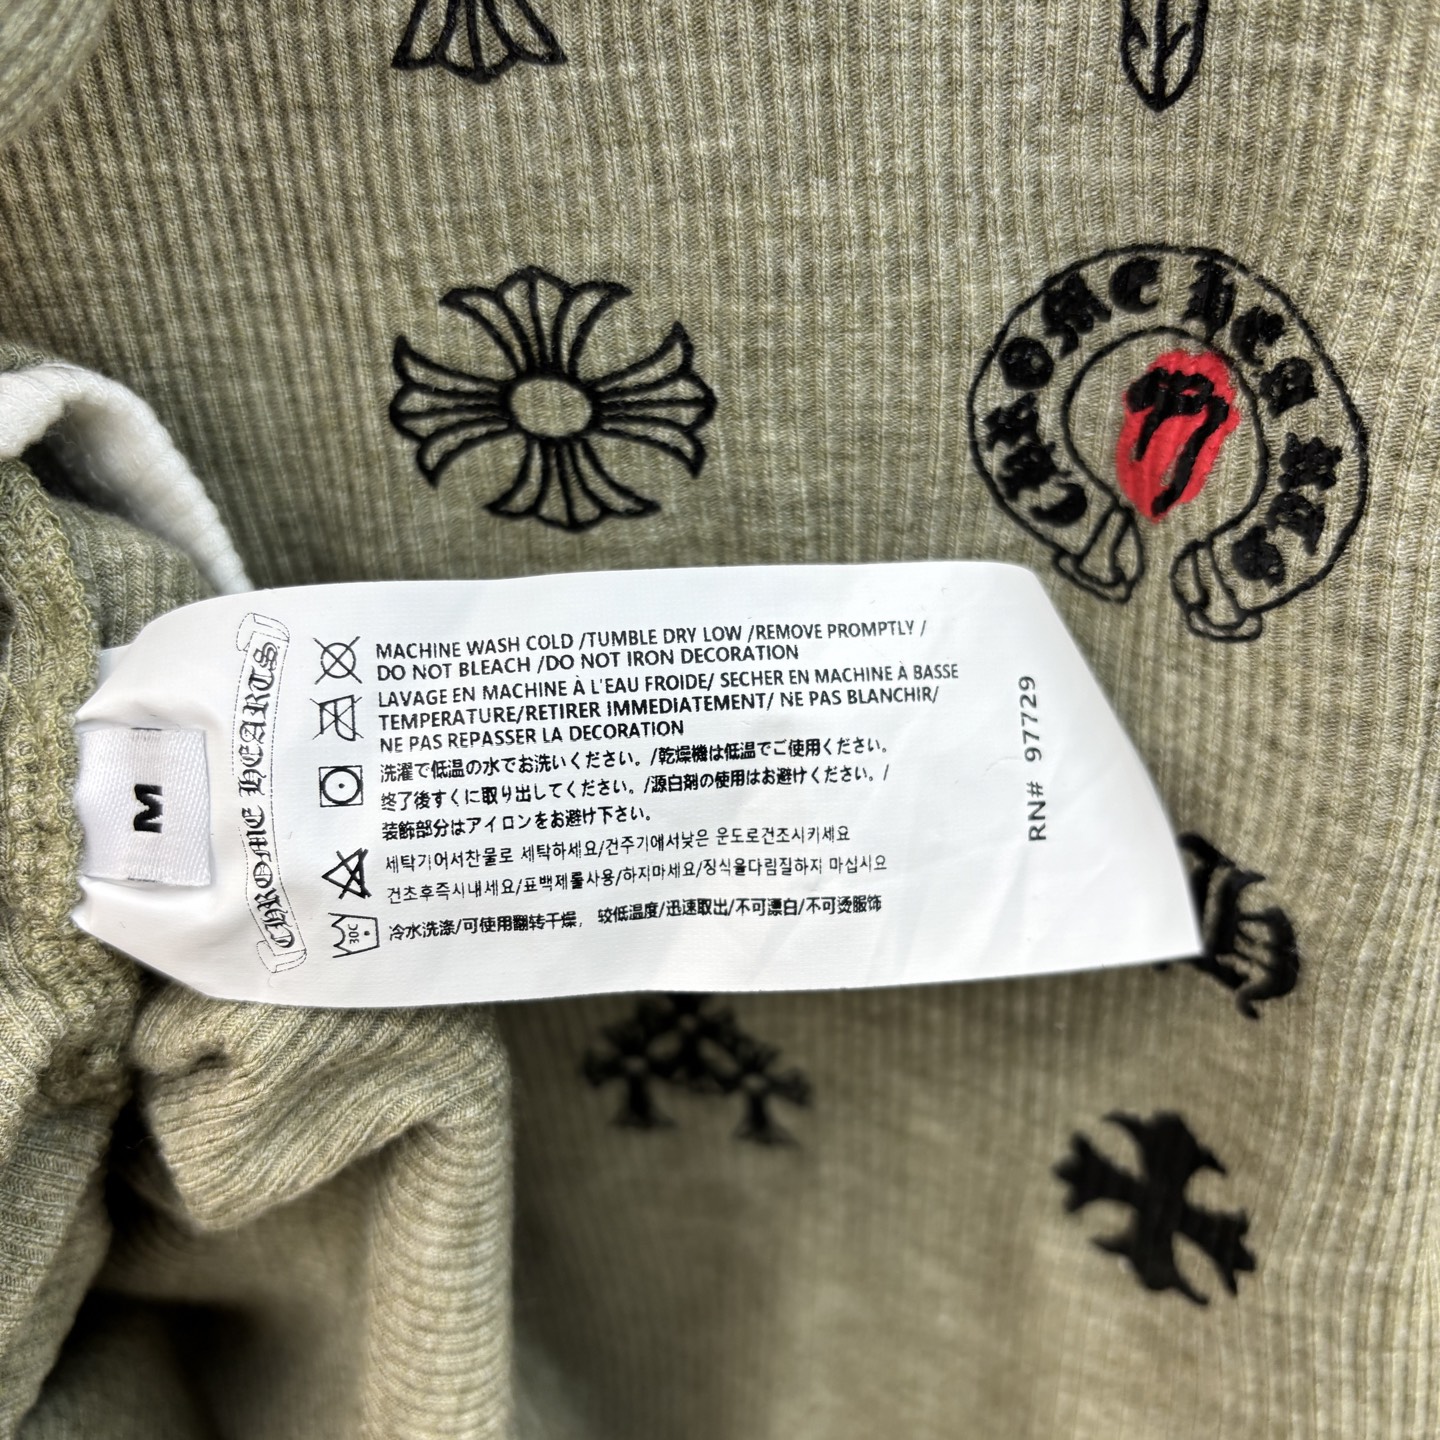 CHROME HEARTS
CHROME HEARTS
M
MACHINE WASH COLD /TUMBLE DRY LOW /REMOVE PROMPTLY /
DO NOT BLEACH /DO NOT IRON DECORATION
LAVAGE EN MACHINE À L'EAU FROIDE/ SECHER EN MACHINE À BASSE
TEMPERATURE/RETIRER IMMEDIATEMENT/ NE PAS BLANCHIR/
NE PAS REPASSER LA DECORATION
洗濯で低温の水でお洗いください。/乾燥機は低温でご使用ください。
終了後すぐに取り出してください。/源白剤の使用はお避けください。/
装飾部分はアイロンをお避け下さい。
세탁기어서찬물로 세탁하세요/건주기에서낮은 운도로건조시키세요
건초후즉시내세요/표백제를사용/하지마세요/정식을다림질하지 마십시요
冷水洗涤/可使用翻转干燥，较低温度/迅速取出/不可漂白/不可烫服饰
30C
RN# 97729